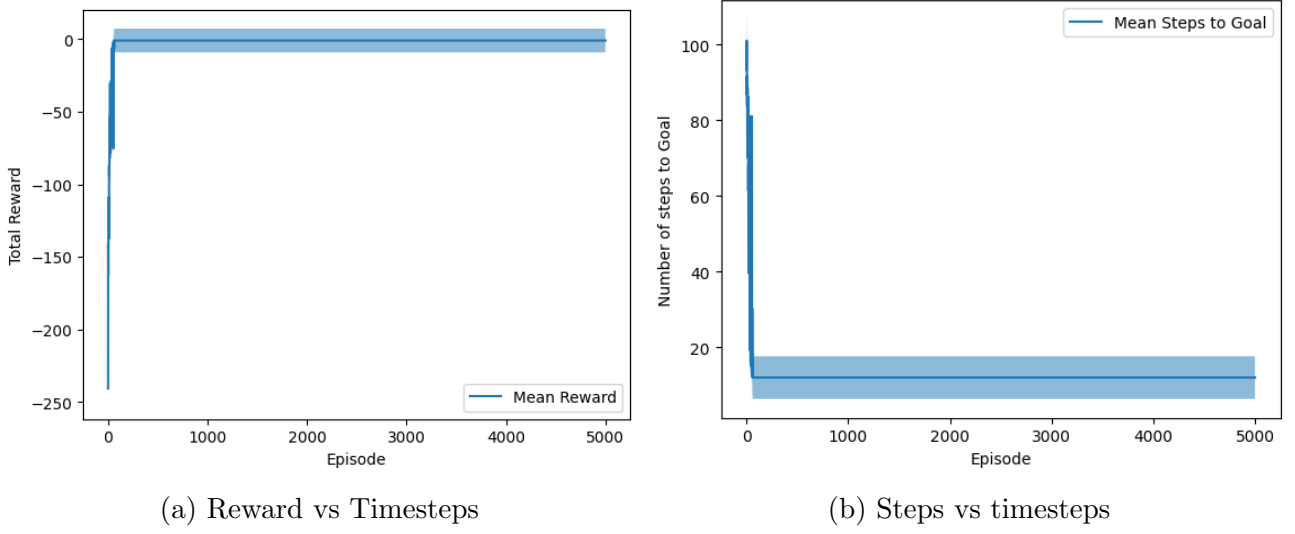 0
−50
−100
−150
−200
−250
Total Reward
Mean Reward
0
1000
2000
3000
4000
5000
Episode
(a) Reward vs Timesteps
Mean Steps to Goal
100
80
60
40
20
Number of steps to Goal
0
1000
2000
3000
4000
5000
Episode
(b) Steps vs timesteps